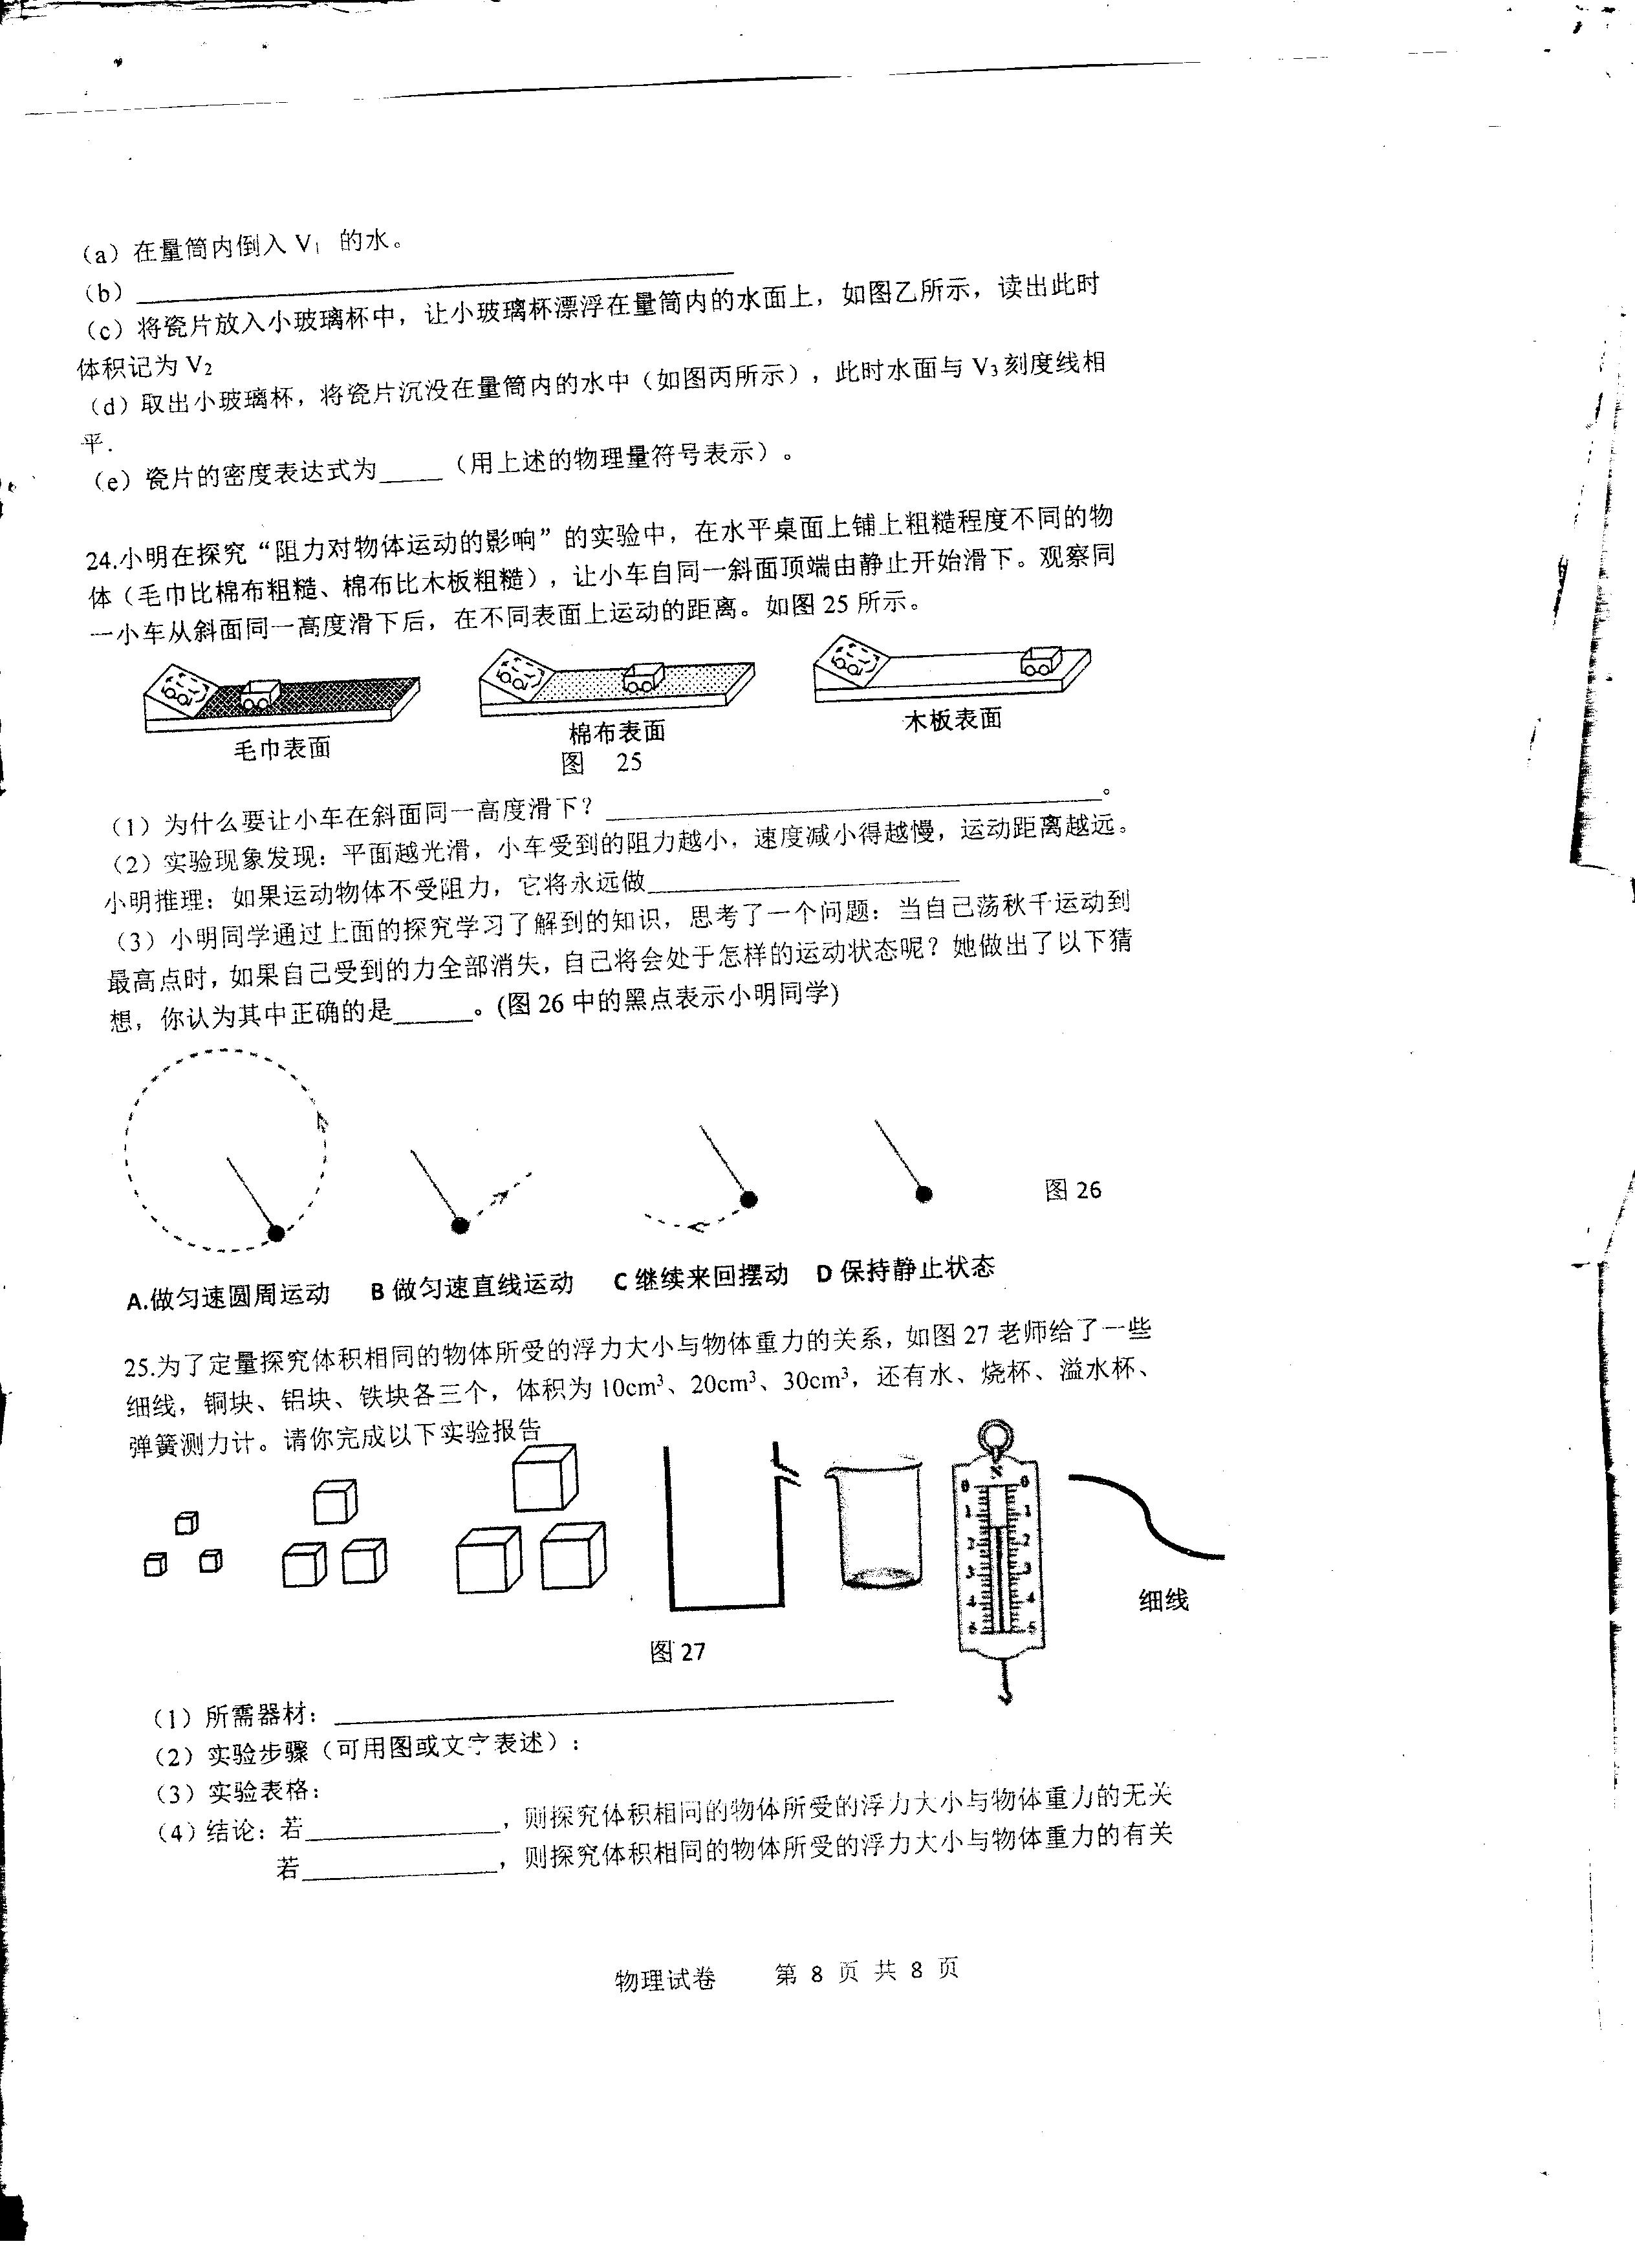 (a) 在量筒内倒入 V₁ 的水。
(b)
(c) 将瓷片放入小玻璃杯中，让小玻璃杯漂浮在量筒内的水面上，如图乙所示，读出此时
体积记为 V₂
(d) 取出小玻璃杯，将瓷片沉没在量筒内的水中（如图丙所示），此时水面与 V₃刻度线相
平.
(e) 瓷片的密度表达式为_____（用上述的物理量符号表示）。
24.小明在探究“阻力对物体运动的影响”的实验中，在水平桌面上铺上粗糙程度不同的物
体（毛巾比棉布粗糙、棉布比木板粗糙），让小车自同一斜面顶端由静止开始滑下。观察同
一小车从斜面同一高度滑下后，在不同表面上运动的距离。如图 25 所示。
毛巾表面 棉布表面 木板表面
图 25
(1) 为什么要让小车在斜面同一高度滑下？ 。
(2) 实验现象发现：平面越光滑，小车受到的阻力越小，速度减小得越慢，运动距离越远。
小明推理：如果运动物体不受阻力，它将永远做
(3) 小明同学通过上面的探究学习了解到的知识，思考了一个问题：当自己荡秋千运动到
最高点时，如果自己受到的力全部消失，自己将会处于怎样的运动状态呢？她做出了以下猜
想，你认为其中正确的是______。(图 26 中的黑点表示小明同学)
图 26
A.做匀速圆周运动 B 做匀速直线运动 C 继续来回摆动 D 保持静止状态
25.为了定量探究体积相同的物体所受的浮力大小与物体重力的关系，如图 27 老师给了一些
细线，铜块、铝块、铁块各三个，体积为 10cm³、20cm³、30cm³，还有水、烧杯、溢水杯、
弹簧测力计。请你完成以下实验报告
0 0
1 1
2 2
3 3
4 4
5 5
细线
图 27
(1) 所需器材：
(2) 实验步骤（可用图或文字表述）：
(3) 实验表格：
(4) 结论：若______________，则探究体积相同的物体所受的浮力大小与物体重力的无关
若______________，则探究体积相同的物体所受的浮力大小与物体重力的有关
物理试卷 第 8 页 共 8 页